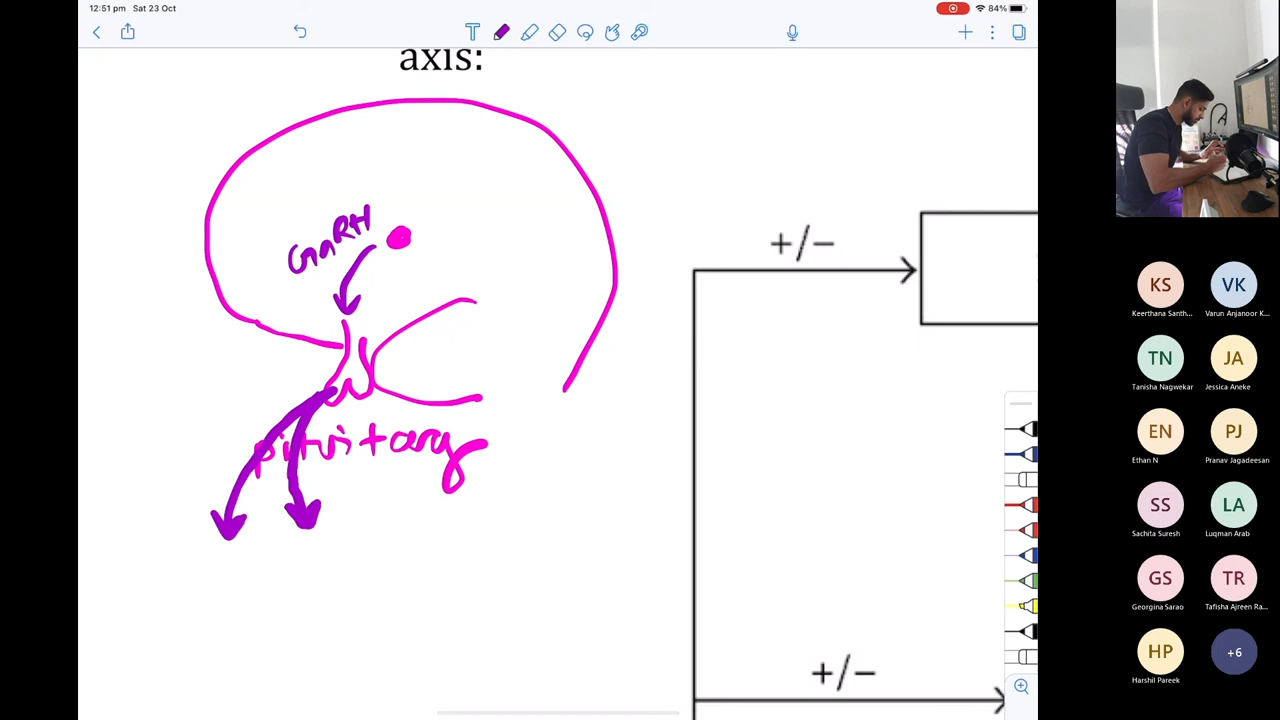 12:51 pm Sat 23 Oct
84%
T
axis:
GnRH
pituitary
+/−
+/−
KS
Keerthana Santh...
VK
Varun Anjanoor K...
TN
Tanisha Nagwekar
JA
Jessica Aneke
EN
Ethan N
PJ
Pranav Jagadeesan
SS
Sachita Suresh
LA
Luqman Arab
GS
Georgina Sarao
TR
Tafisha Ajreen Ra...
HP
Harshil Pareek
+6